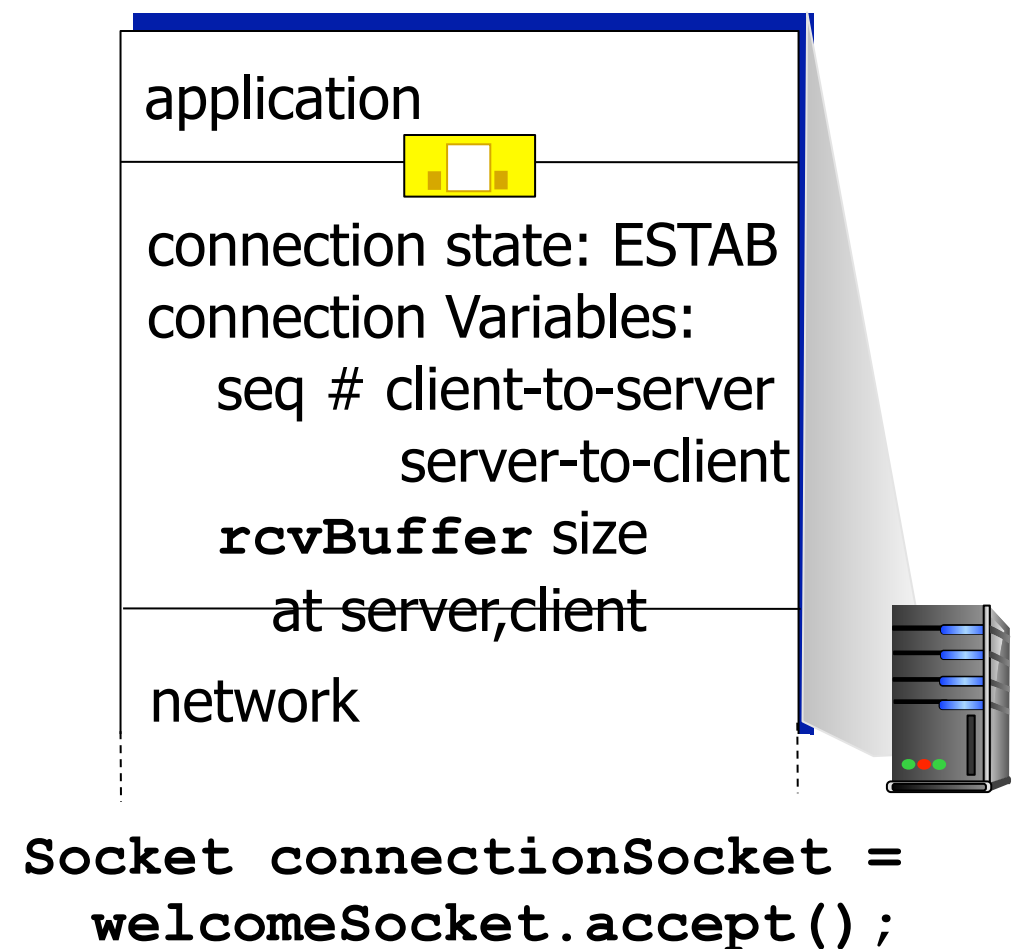 application
connection state: ESTAB
connection Variables:
seq # client-to-server
server-to-client
rcvBuffer size
at server,client
network
Socket connectionSocket =
welcomeSocket.accept();